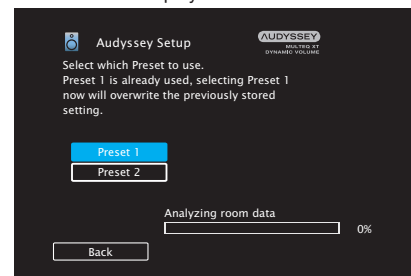 Audyssey Setup
AUDYSSEY
MULTEQ XT
DYNAMIC VOLUME
Select which Preset to use.
Preset 1 is already used, selecting Preset 1
now will overwrite the previously stored
setting.
Preset 1
Preset 2
Analyzing room data
0%
Back